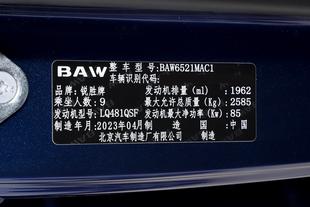 BAW 整车型号:BAW6521MAC1
车辆识别代码:
品牌:锐胜牌 发动机排量(ml):1962
乘坐人数:9 最大允许总质量(Kg):2585
发动机型号:LQ481QSF 发动机最大净功率(Kw):85
制造年月:2023年04月 制造国:中国
北京汽车制造厂有限公司